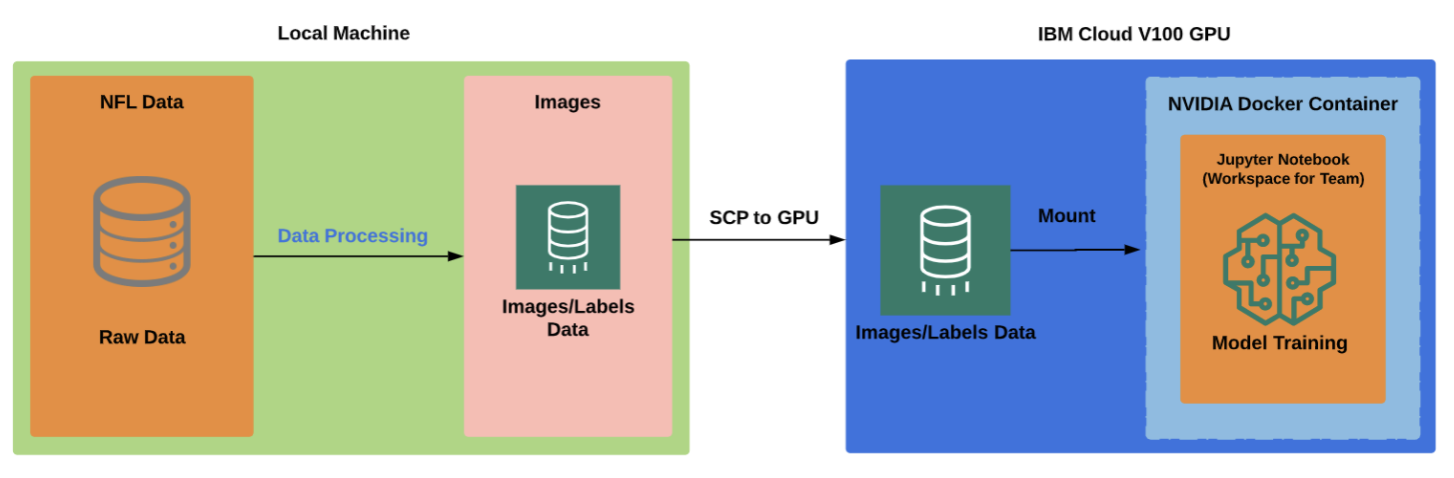 Local Machine
IBM Cloud V100 GPU
NFL Data
Images
NVIDIA Docker Container
Jupyter Notebook
(Workspace for Team)
Data Processing
SCP to GPU
Mount
Raw Data
Images/Labels
Data
Images/Labels Data
Model Training